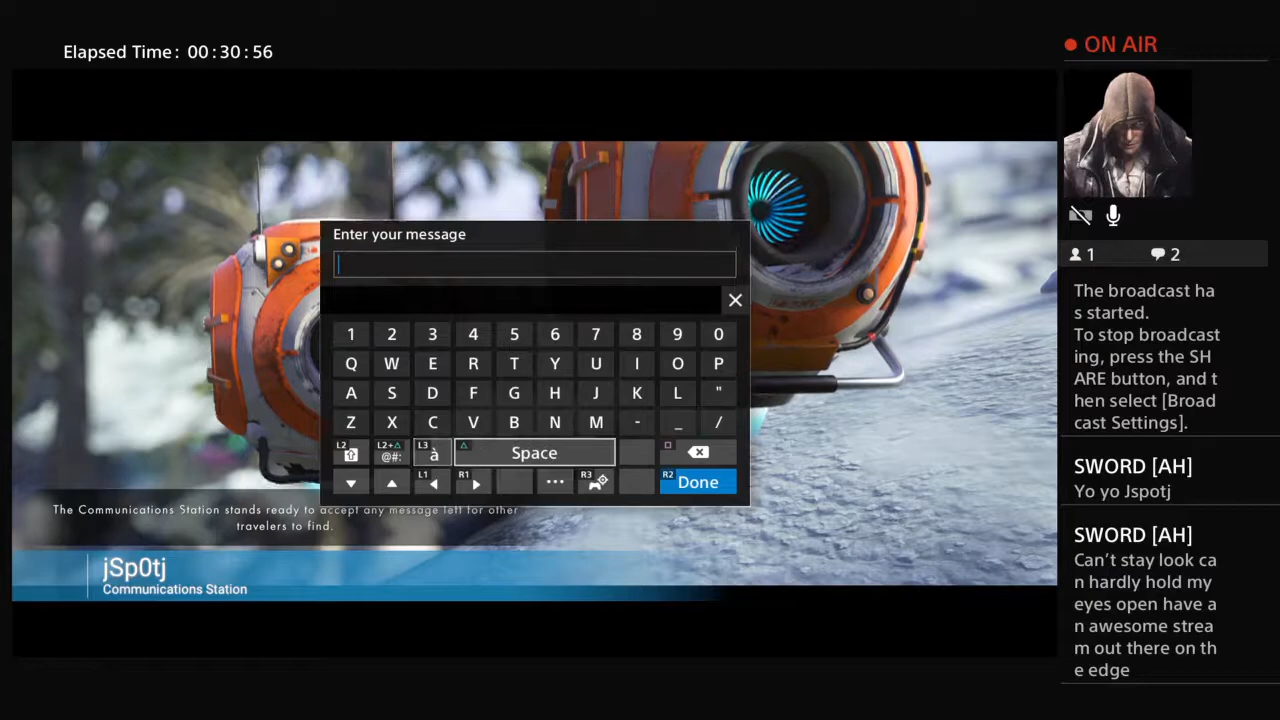 Elapsed Time: 00:30:56
ON AIR
1 2
The broadcast ha
s started.
To stop broadcast
ing, press the SH
ARE button, and t
hen select [Broad
cast Settings].
SWORD [AH]
Yo yo Jspotj
SWORD [AH]
Can't stay look ca
n hardly hold my
eyes open have a
n awesome strea
m out there on th
e edge
Enter your message
1 2 3 4 5 6 7 8 9 0
Q W E R T Y U I O P
A S D F G H J K L "
Z X C V B N M - _ /
L2 L2+△ @#: L3 à △ Space □
L1 R1 ... R3 R2 Done
The Communications Station stands ready to accept any message left for other
travelers to find.
jSp0tj
Communications Station